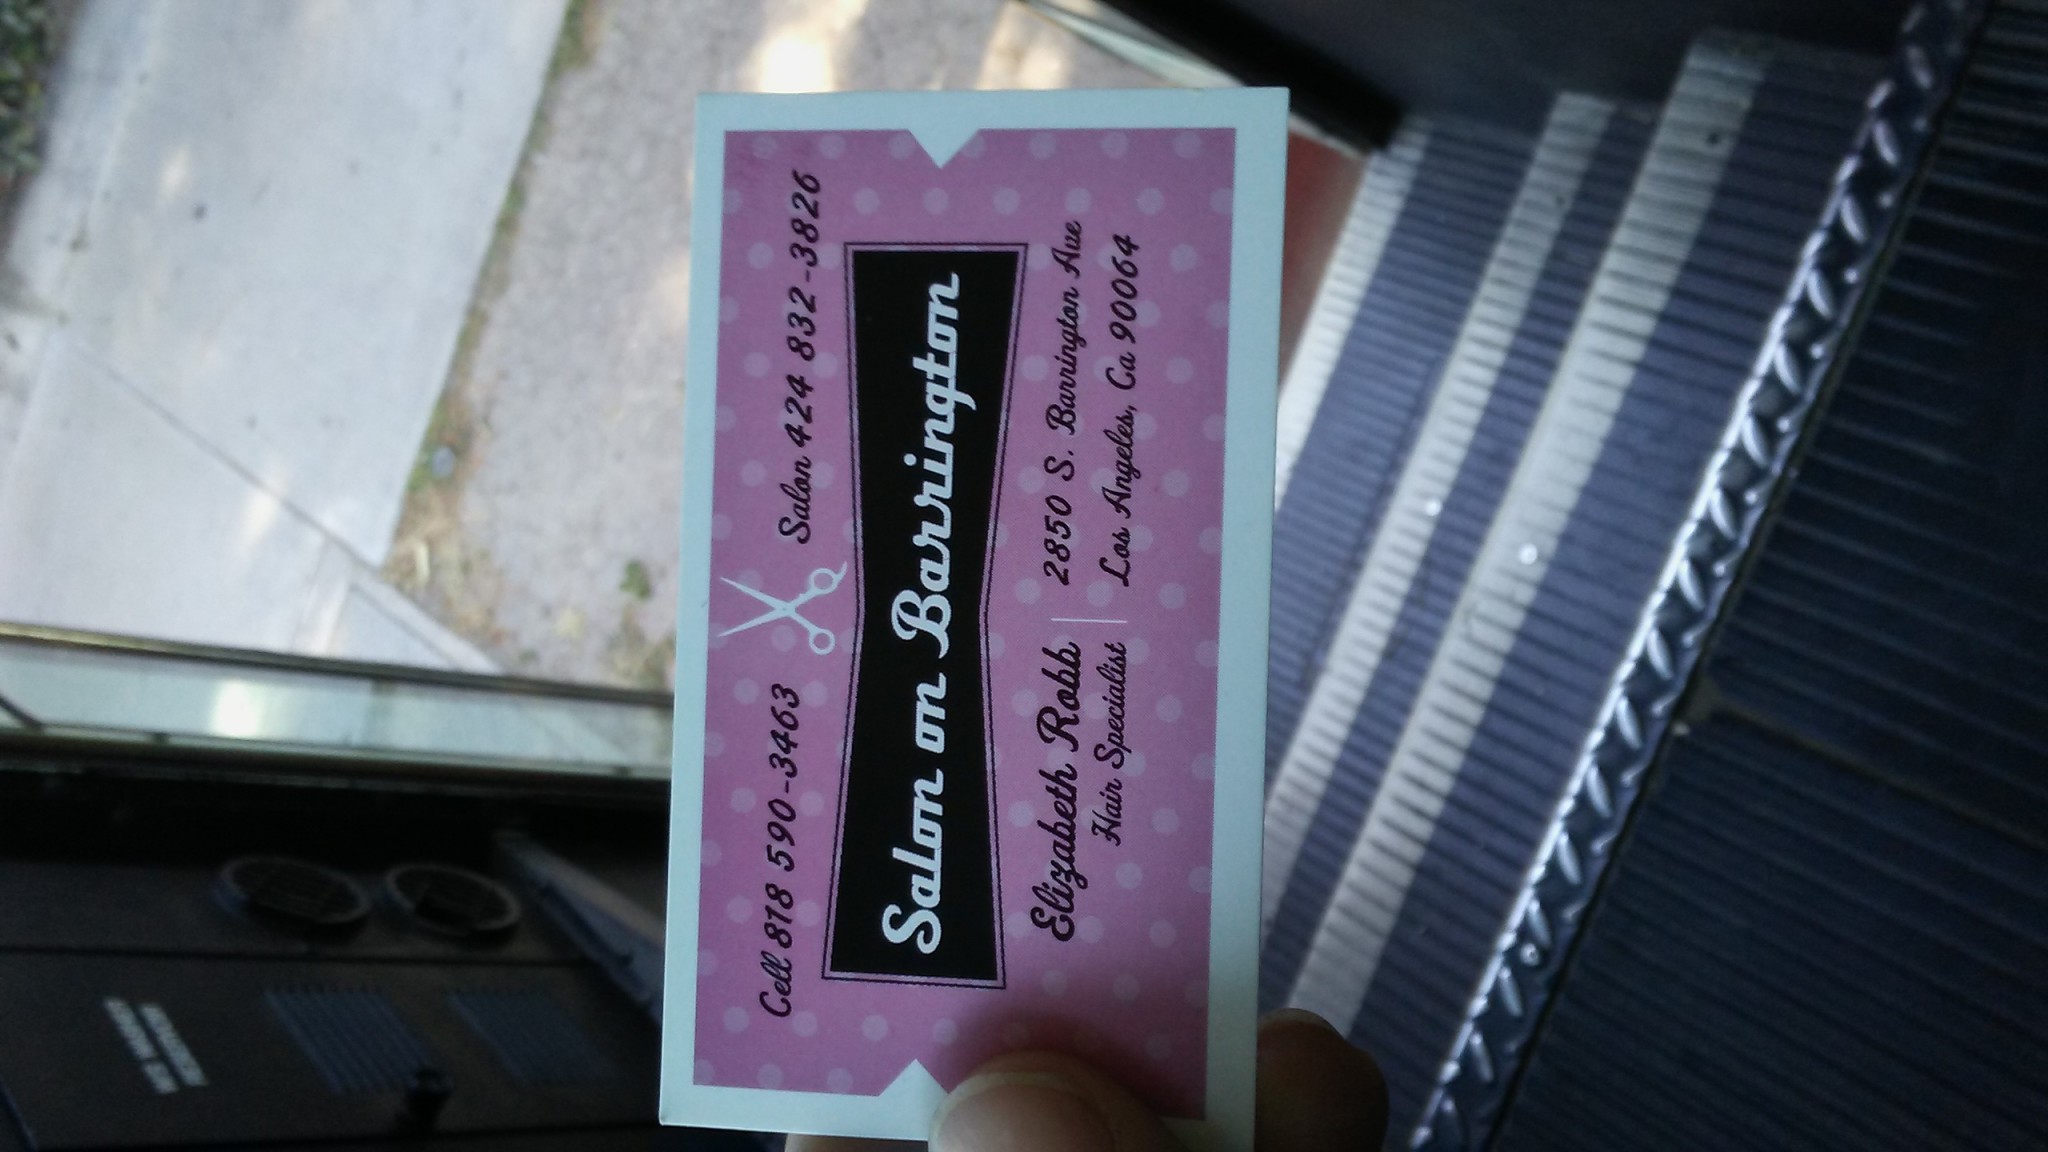 Cell 818 590-3463
Salon 424 832-3826
Salon on Barrington
Elizabeth Robb
Hair Specialist
2850 S. Barrington Ave
Los Angeles, Ca 90064